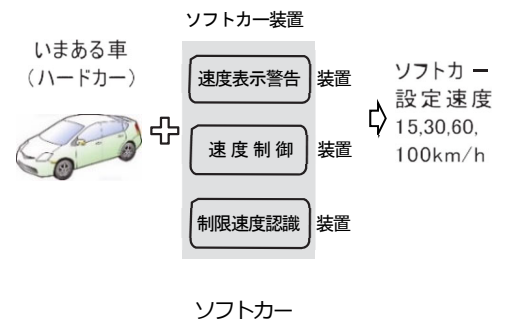 ソフトカー装置
いまある車
（ハードカー）
速度表示警告 装置
速度制御 装置
制限速度認識 装置
ソフトカー
設定速度
15,30,60,
100km/h
ソフトカー